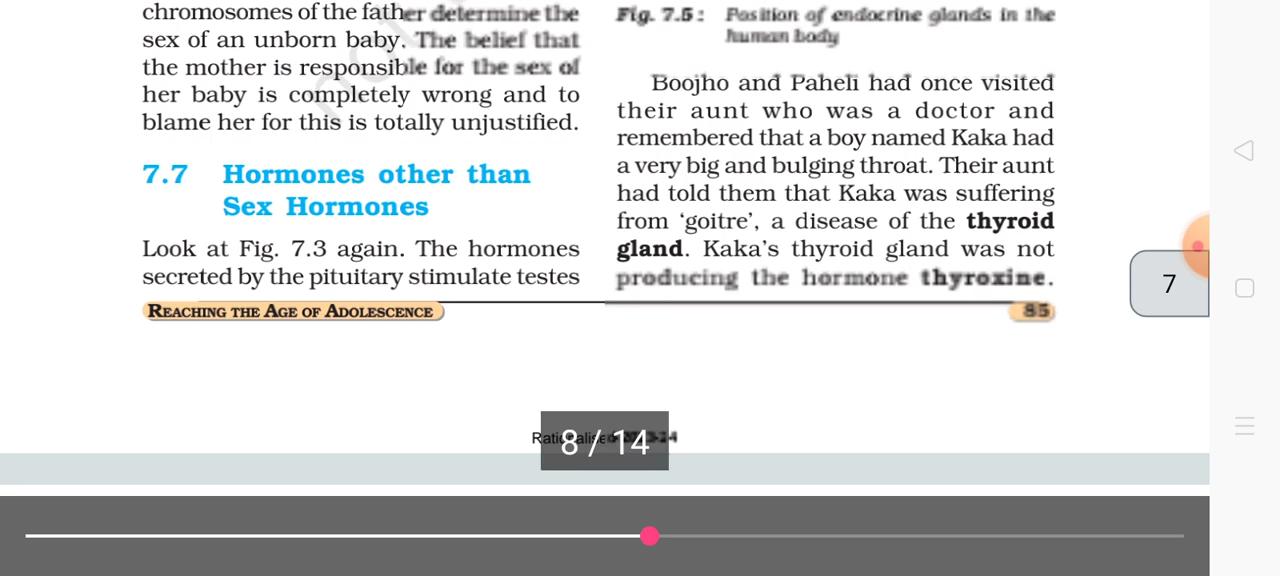 chromosomes of the father determine the
sex of an unborn baby. The belief that
the mother is responsible for the sex of
her baby is completely wrong and to
blame her for this is totally unjustified.
7.7 Hormones other than
Sex Hormones
Look at Fig. 7.3 again. The hormones
secreted by the pituitary stimulate testes
Fig. 7.5: Position of endocrine glands in the
human body
Boojho and Paheli had once visited
their aunt who was a doctor and
remembered that a boy named Kaka had
a very big and bulging throat. Their aunt
had told them that Kaka was suffering
from ‘goitre’, a disease of the thyroid
gland. Kaka’s thyroid gland was not
producing the hormone thyroxine.
REACHING THE AGE OF ADOLESCENCE
85
7
8 / 14